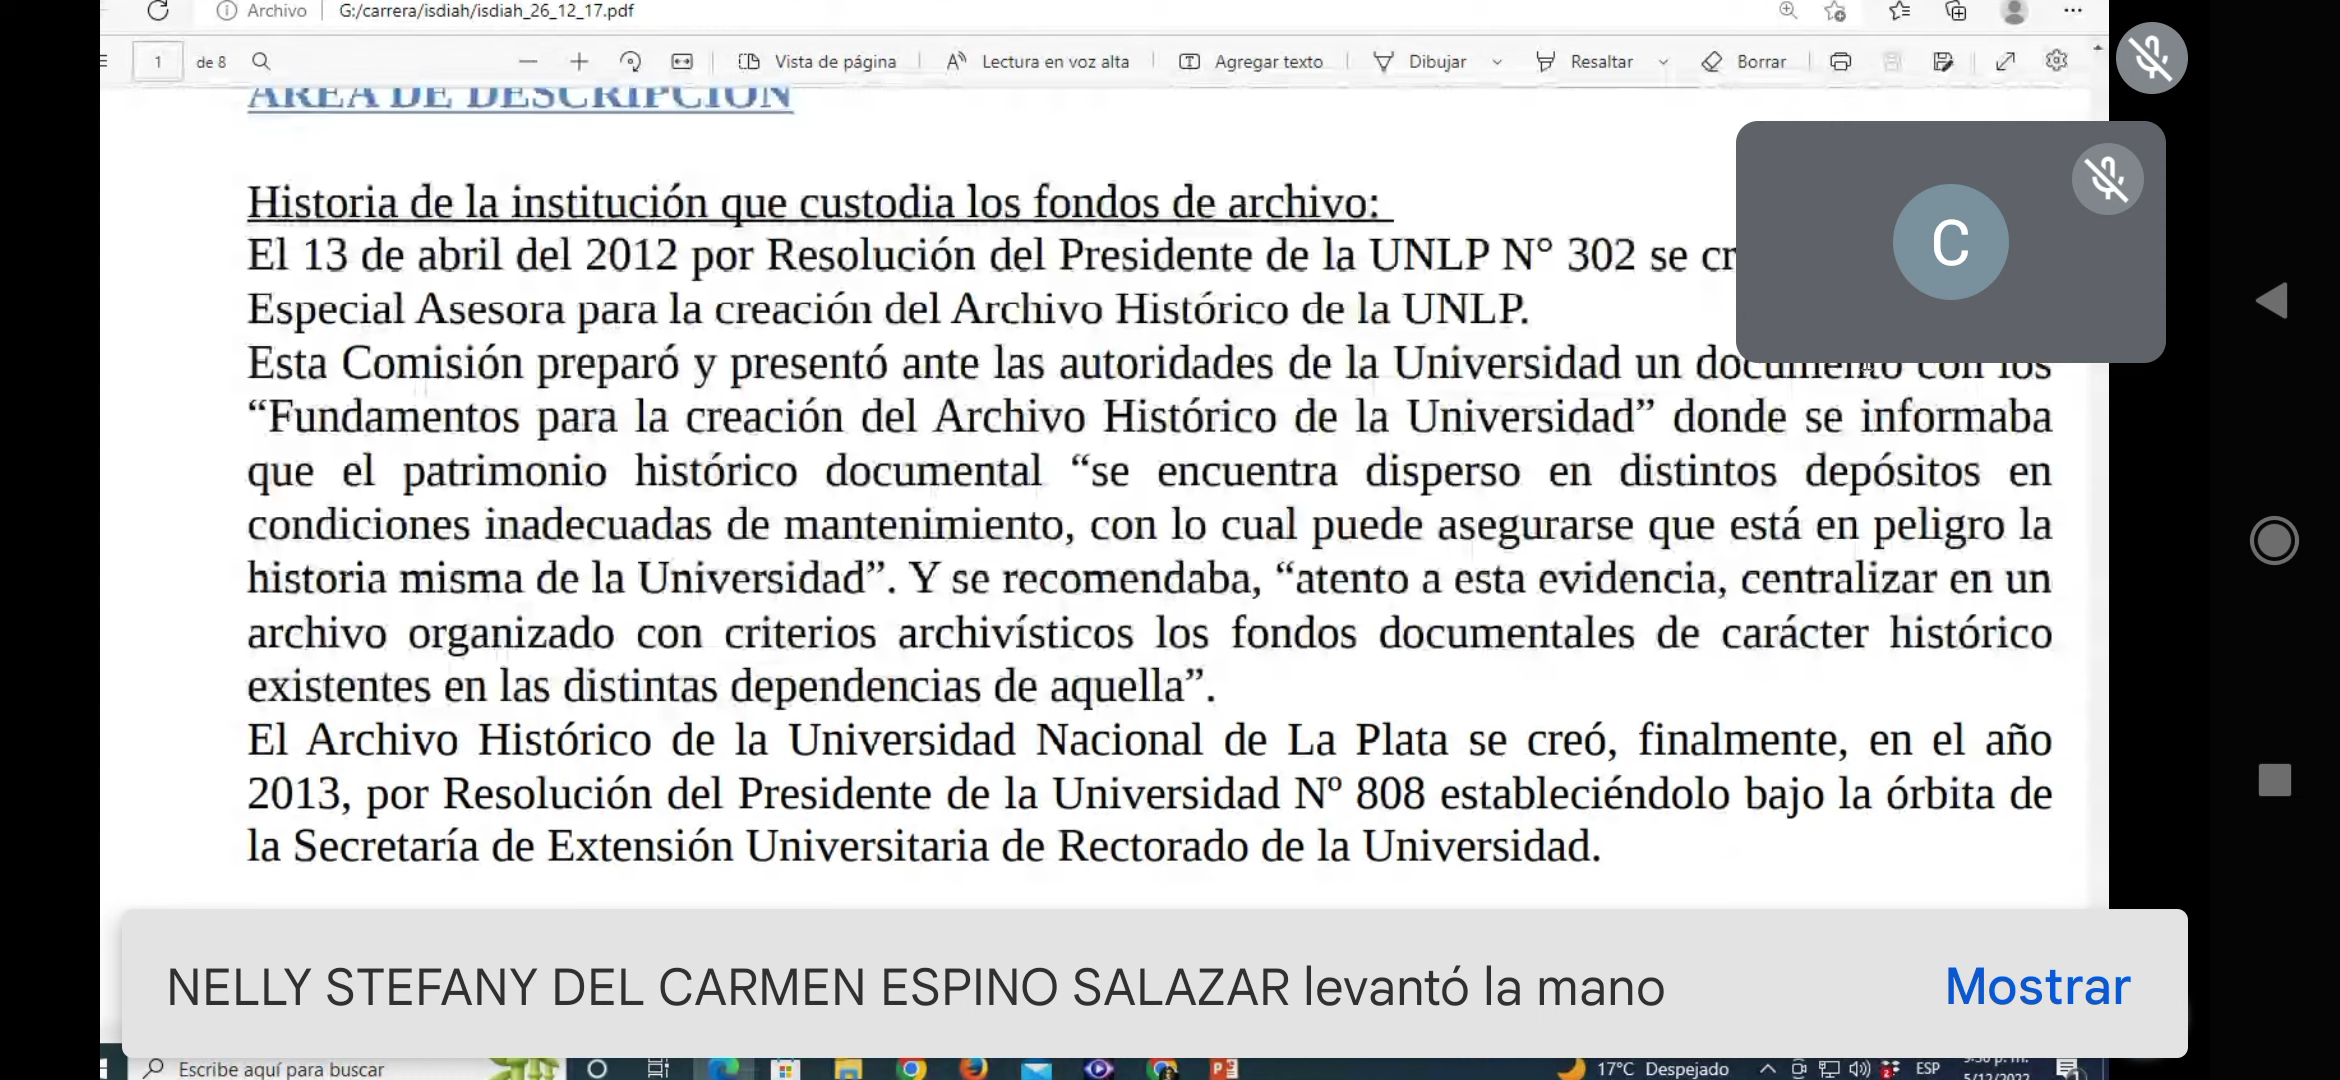 Archivo G:/carrera/isdiah/isdiah_26_12_17.pdf
1 de 8 Vista de página Lectura en voz alta Agregar texto Dibujar Resaltar Borrar
ÁREA DE DESCRIPCIÓN
Historia de la institución que custodia los fondos de archivo:
El 13 de abril del 2012 por Resolución del Presidente de la UNLP N° 302 se
C
Especial Asesora para la creación del Archivo Histórico de la UNLP.
Esta Comisión preparó y presentó ante las autoridades de la Universidad un documento con los
“Fundamentos para la creación del Archivo Histórico de la Universidad” donde se informaba
que el patrimonio histórico documental “se encuentra disperso en distintos depósitos en
condiciones inadecuadas de mantenimiento, con lo cual puede asegurarse que está en peligro la
historia misma de la Universidad”. Y se recomendaba, “atento a esta evidencia, centralizar en un
archivo organizado con criterios archivísticos los fondos documentales de carácter histórico
existentes en las distintas dependencias de aquella”.
El Archivo Histórico de la Universidad Nacional de La Plata se creó, finalmente, en el año
2013, por Resolución del Presidente de la Universidad Nº 808 estableciéndolo bajo la órbita de
la Secretaría de Extensión Universitaria de Rectorado de la Universidad.
NELLY STEFANY DEL CARMEN ESPINO SALAZAR levantó la mano Mostrar
Escribe aquí para buscar 17°C Despejado ESP